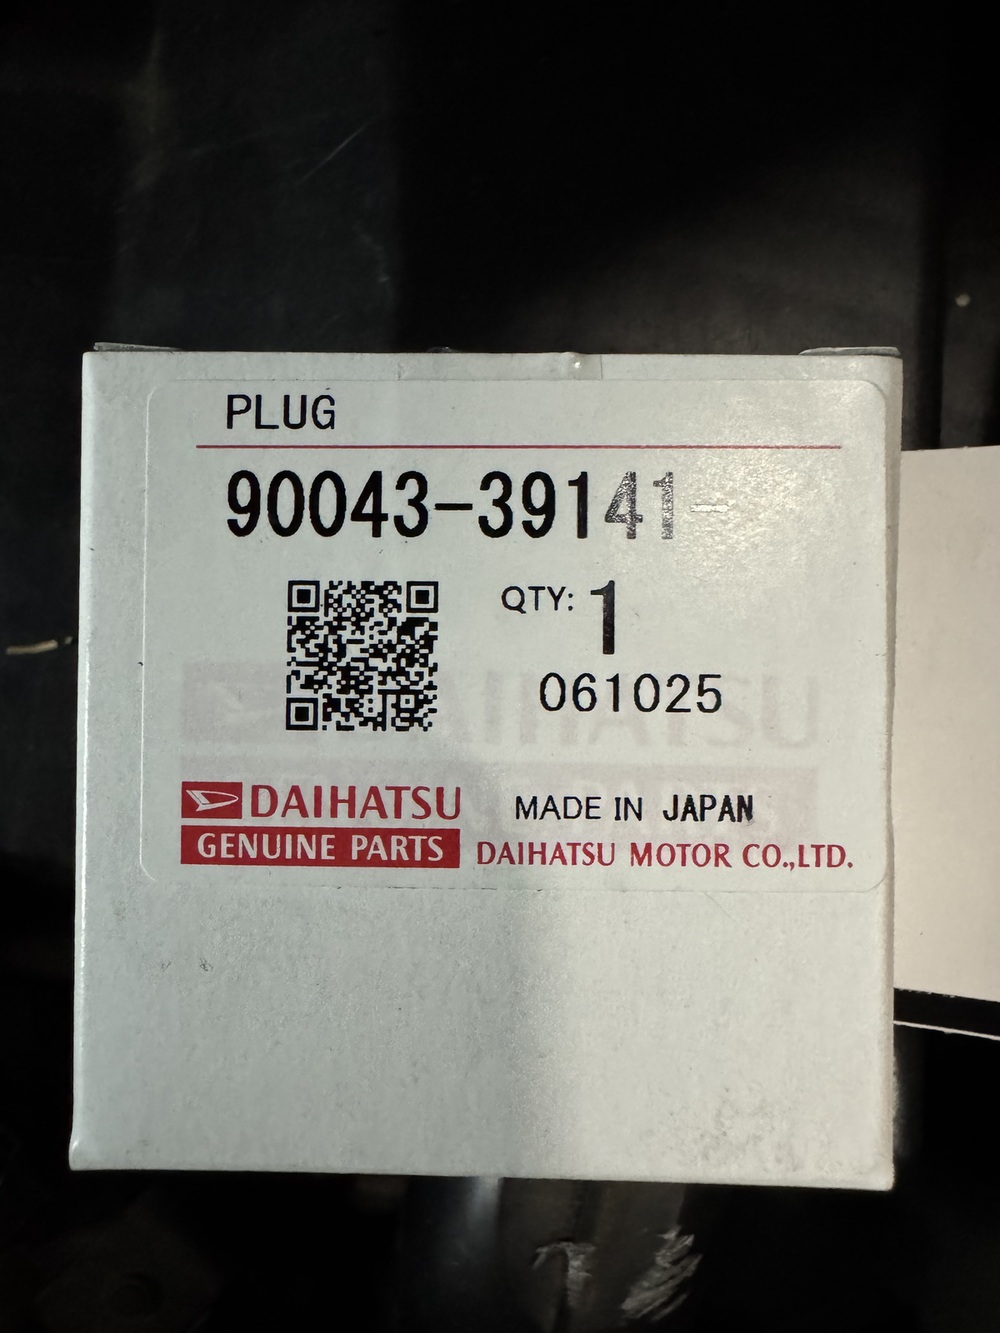 PLUG
90043-39141-
QTY: 1
061025
DAIHATSU
GENUINE PARTS
MADE IN JAPAN
DAIHATSU MOTOR CO.,LTD.